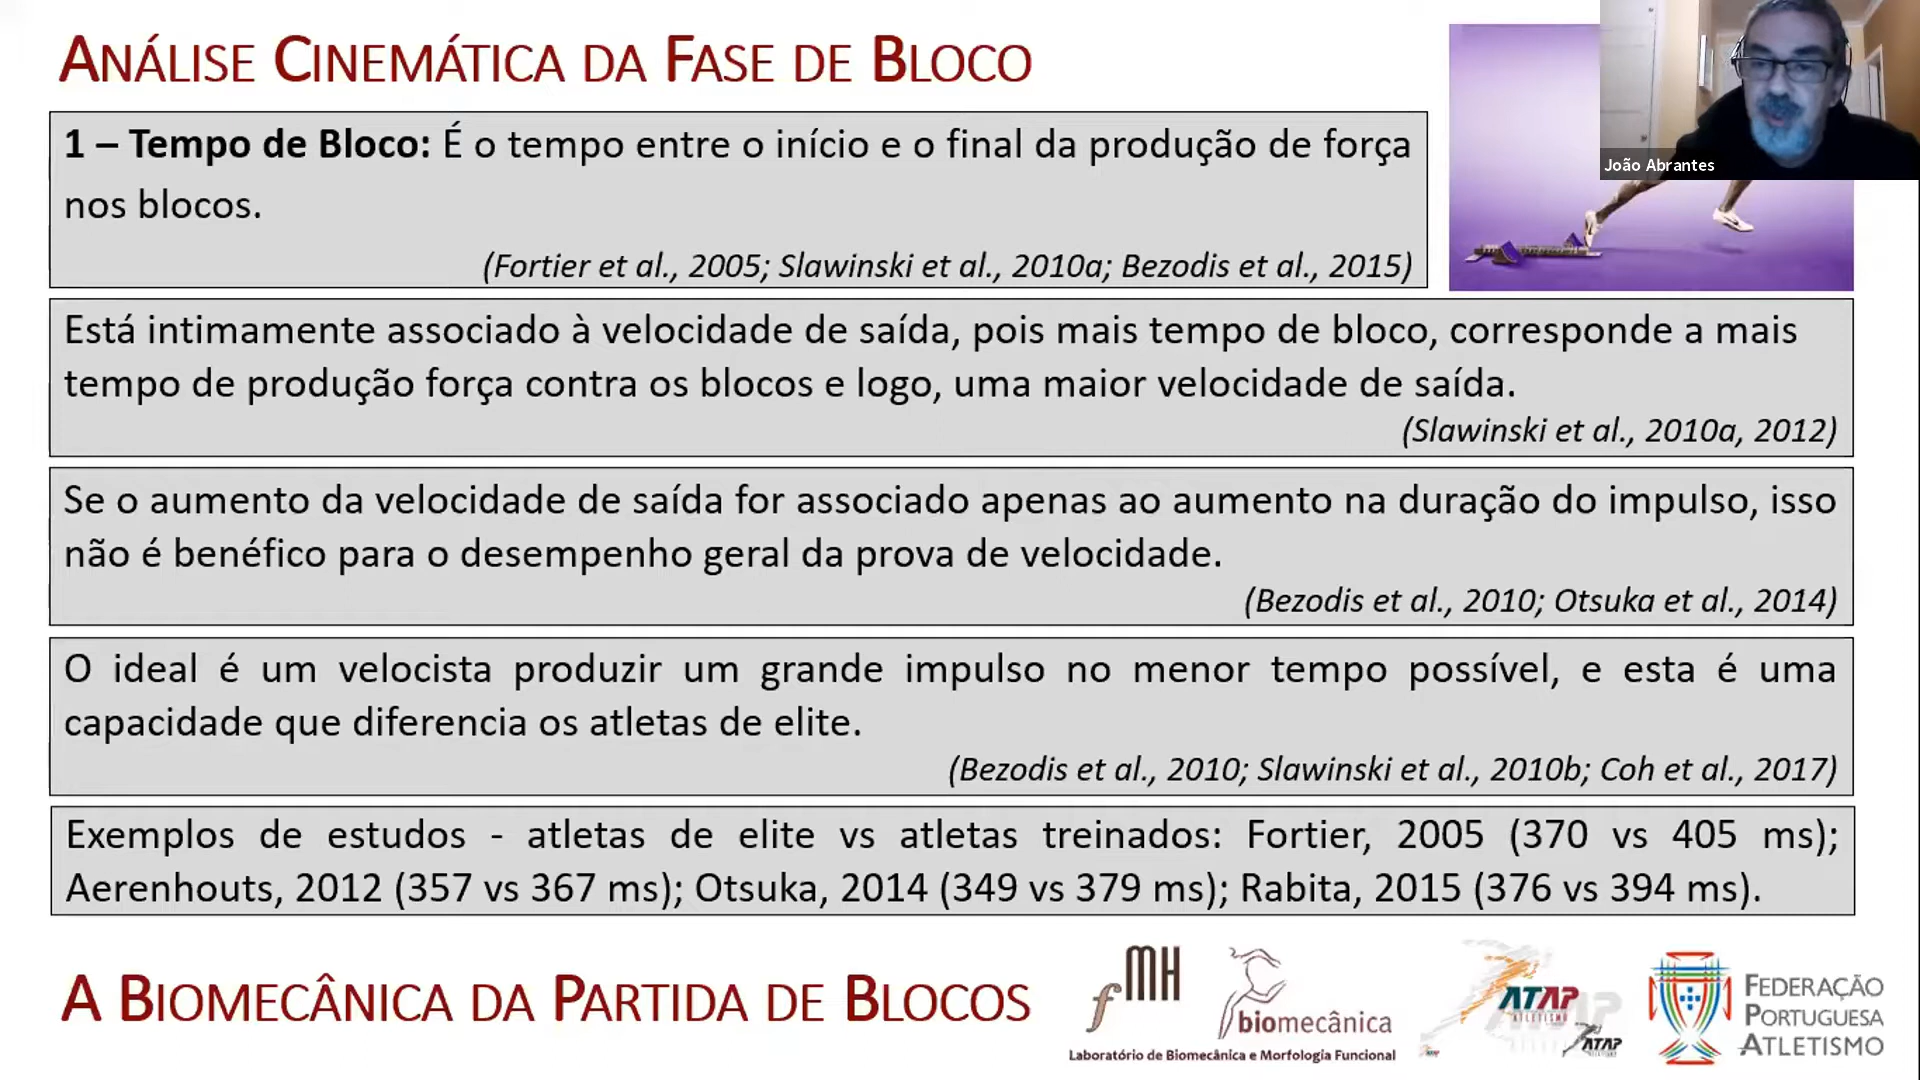 ANÁLISE CINEMÁTICA DA FASE DE BLOCO
João Abrantes
1 – Tempo de Bloco: É o tempo entre o início e o final da produção de força
nos blocos.
(Fortier et al., 2005; Slawinski et al., 2010a; Bezodis et al., 2015)
Está intimamente associado à velocidade de saída, pois mais tempo de bloco, corresponde a mais
tempo de produção força contra os blocos e logo, uma maior velocidade de saída.
(Slawinski et al., 2010a, 2012)
Se o aumento da velocidade de saída for associado apenas ao aumento na duração do impulso, isso
não é benéfico para o desempenho geral da prova de velocidade.
(Bezodis et al., 2010; Otsuka et al., 2014)
O ideal é um velocista produzir um grande impulso no menor tempo possível, e esta é uma
capacidade que diferencia os atletas de elite.
(Bezodis et al., 2010; Slawinski et al., 2010b; Coh et al., 2017)
Exemplos de estudos - atletas de elite vs atletas treinados: Fortier, 2005 (370 vs 405 ms);
Aerenhouts, 2012 (357 vs 367 ms); Otsuka, 2014 (349 vs 379 ms); Rabita, 2015 (376 vs 394 ms).
A BIOMECÂNICA DA PARTIDA DE BLOCOS
fMH
biomecânica
Laboratório de Biomecânica e Morfologia Funcional
ATAP
ATLETISMO
ATAP
FEDERAÇÃO
PORTUGUESA
ATLETISMO